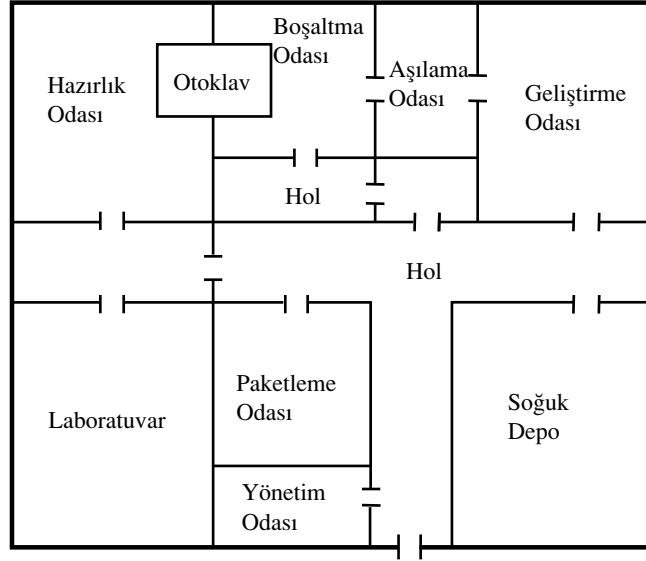 Boşaltma
Odası
Hazırlık
Odası
Otoklav
Aşılama
Odası
Geliştirme
Odası
Hol
Hol
Laboratuvar
Paketleme
Odası
Soğuk
Depo
Yönetim
Odası